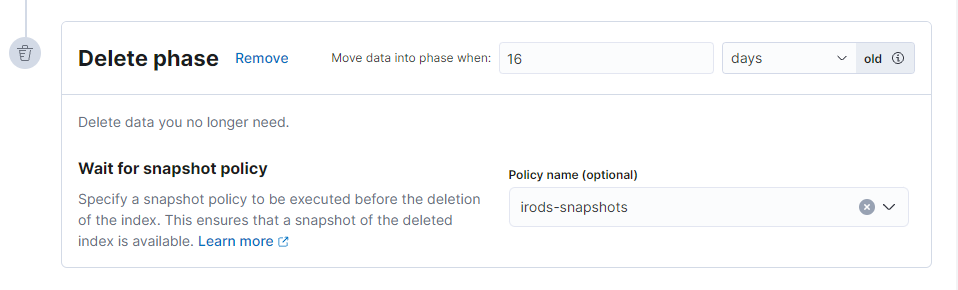 Delete phase Remove Move data into phase when: 16 days old
Delete data you no longer need.
Wait for snapshot policy
Specify a snapshot policy to be executed before the deletion
of the index. This ensures that a snapshot of the deleted
index is available. Learn more
Policy name (optional)
irods-snapshots